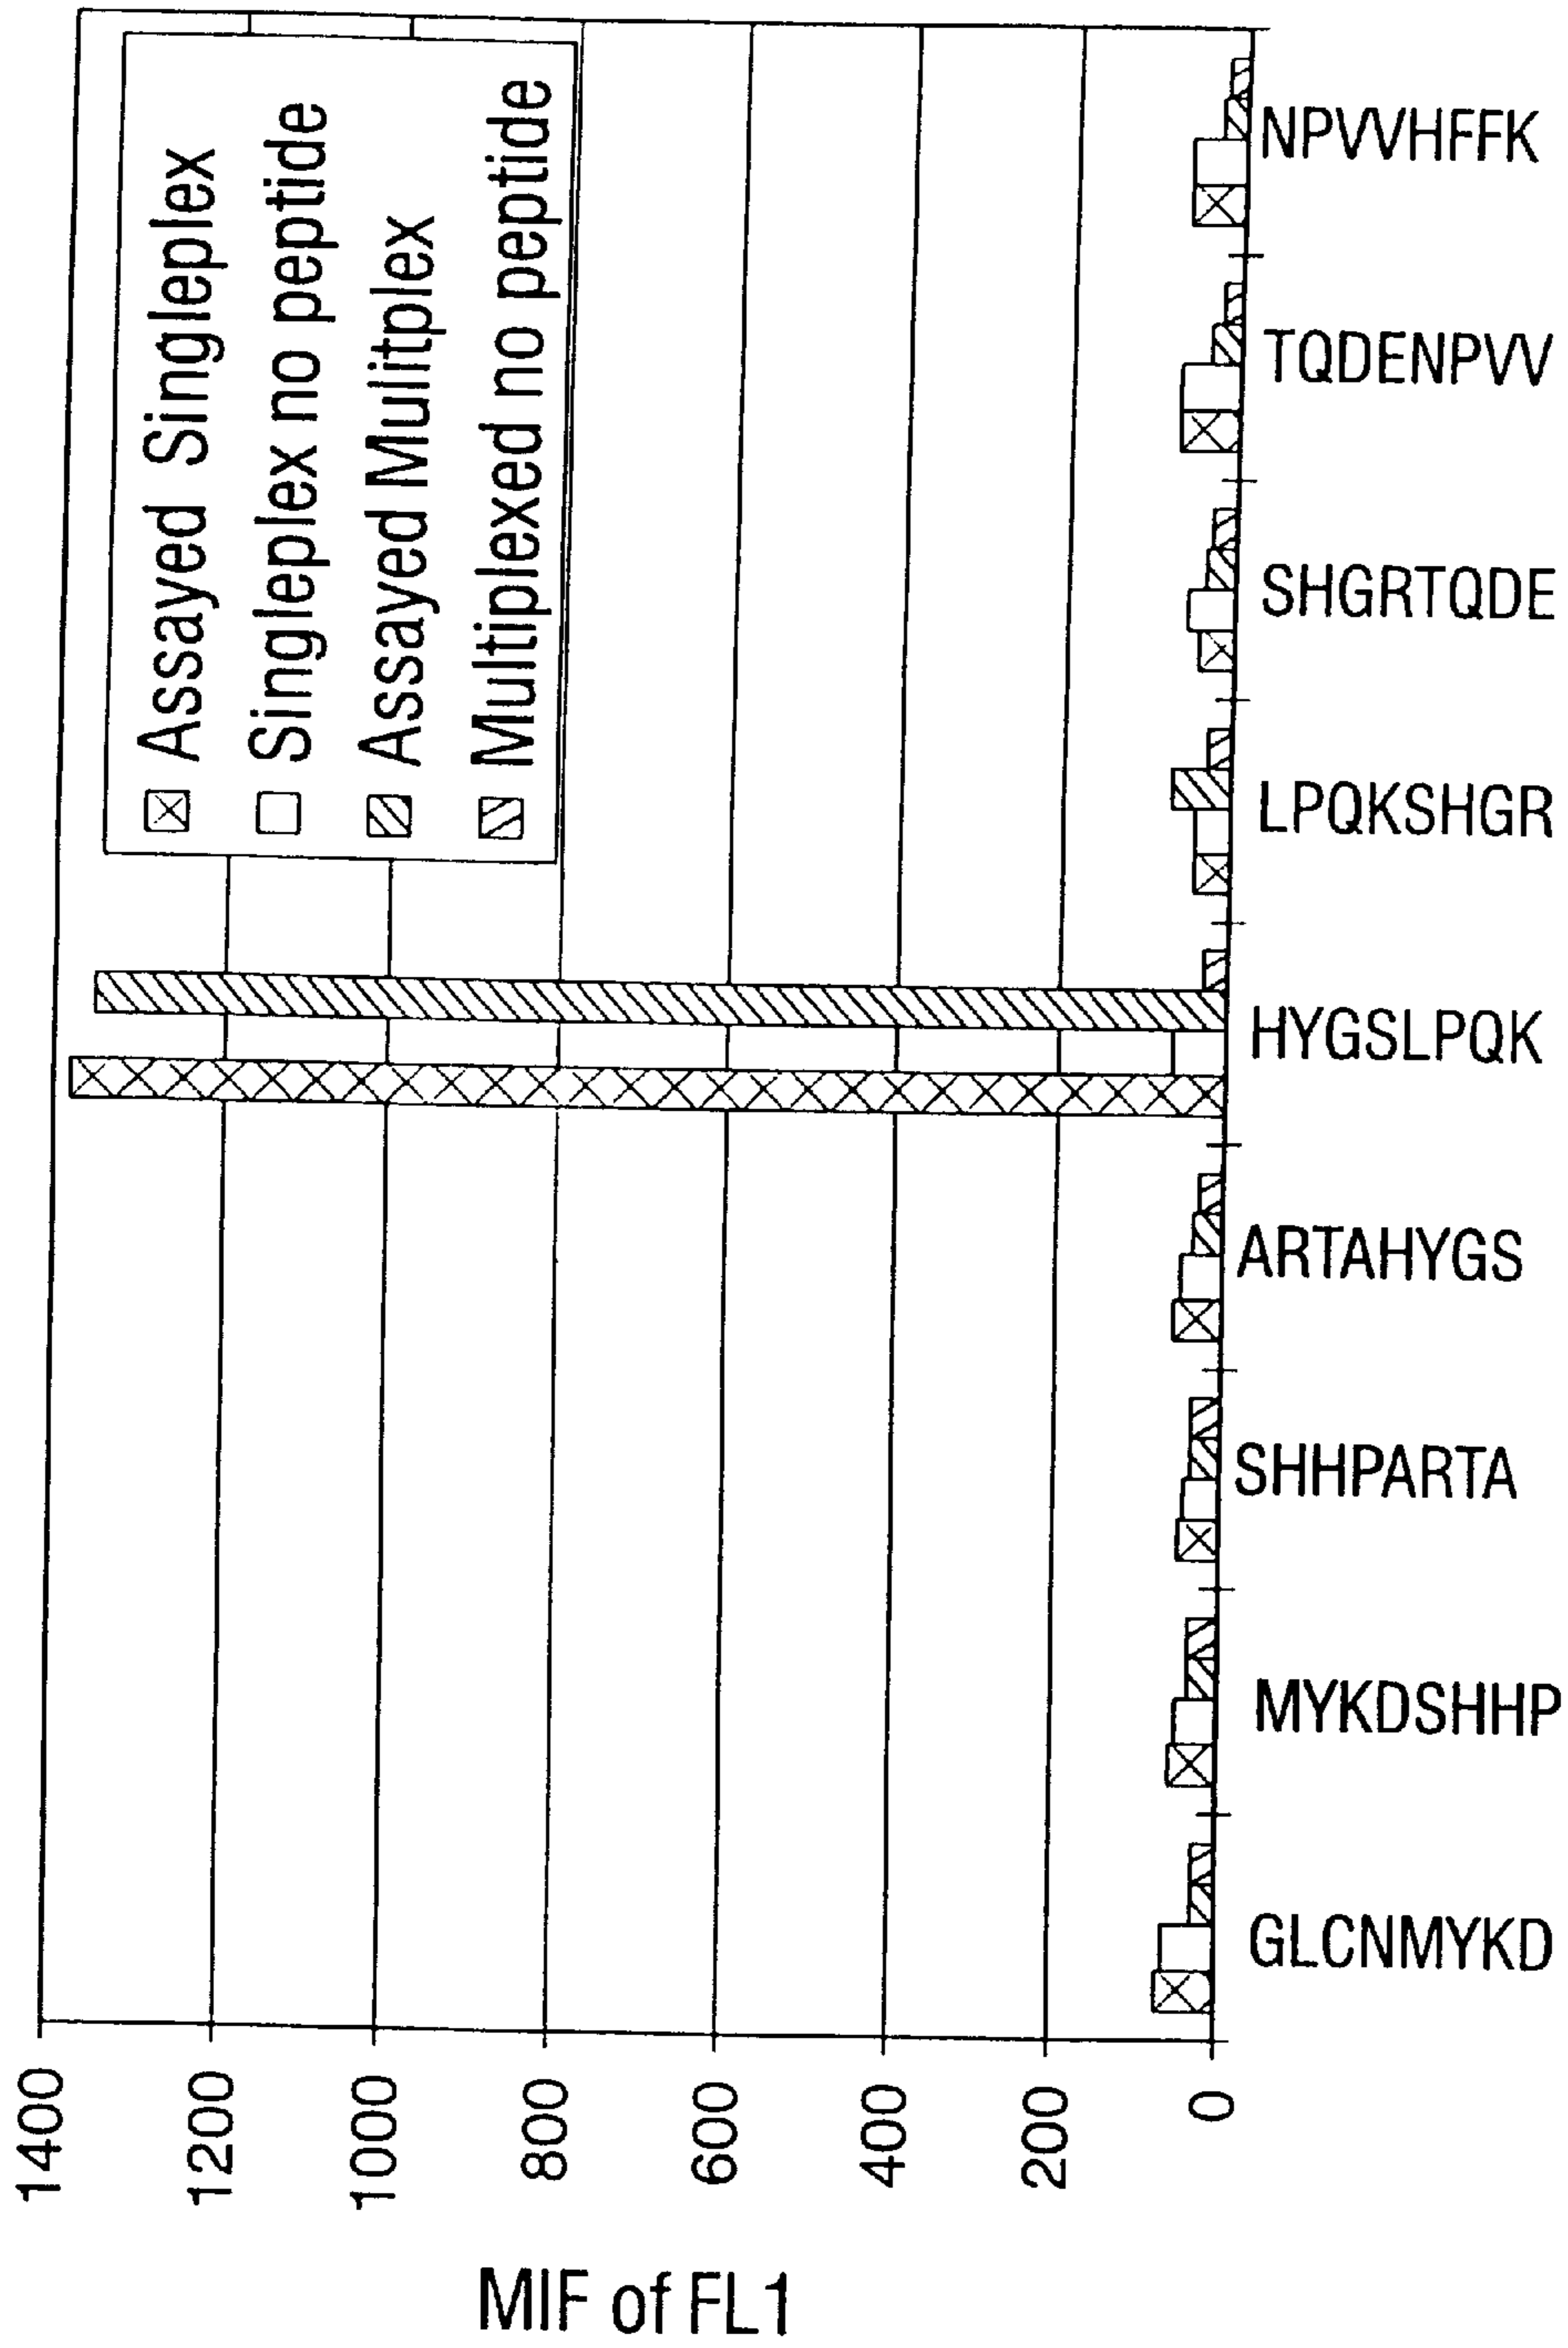 MIF of FL1
1400
1200
1000
800
600
400
200
0
Assayed Singleplex
Singleplex no peptide
Assayed Mulitplex
Multiplexed no peptide
GLCNMYKD
MYKDSHHP
SHHPARTA
ARTAHYGS
HYGSLPQK
LPQKSHGR
SHGRTQDE
TQDENPVV
NPVVHFFK